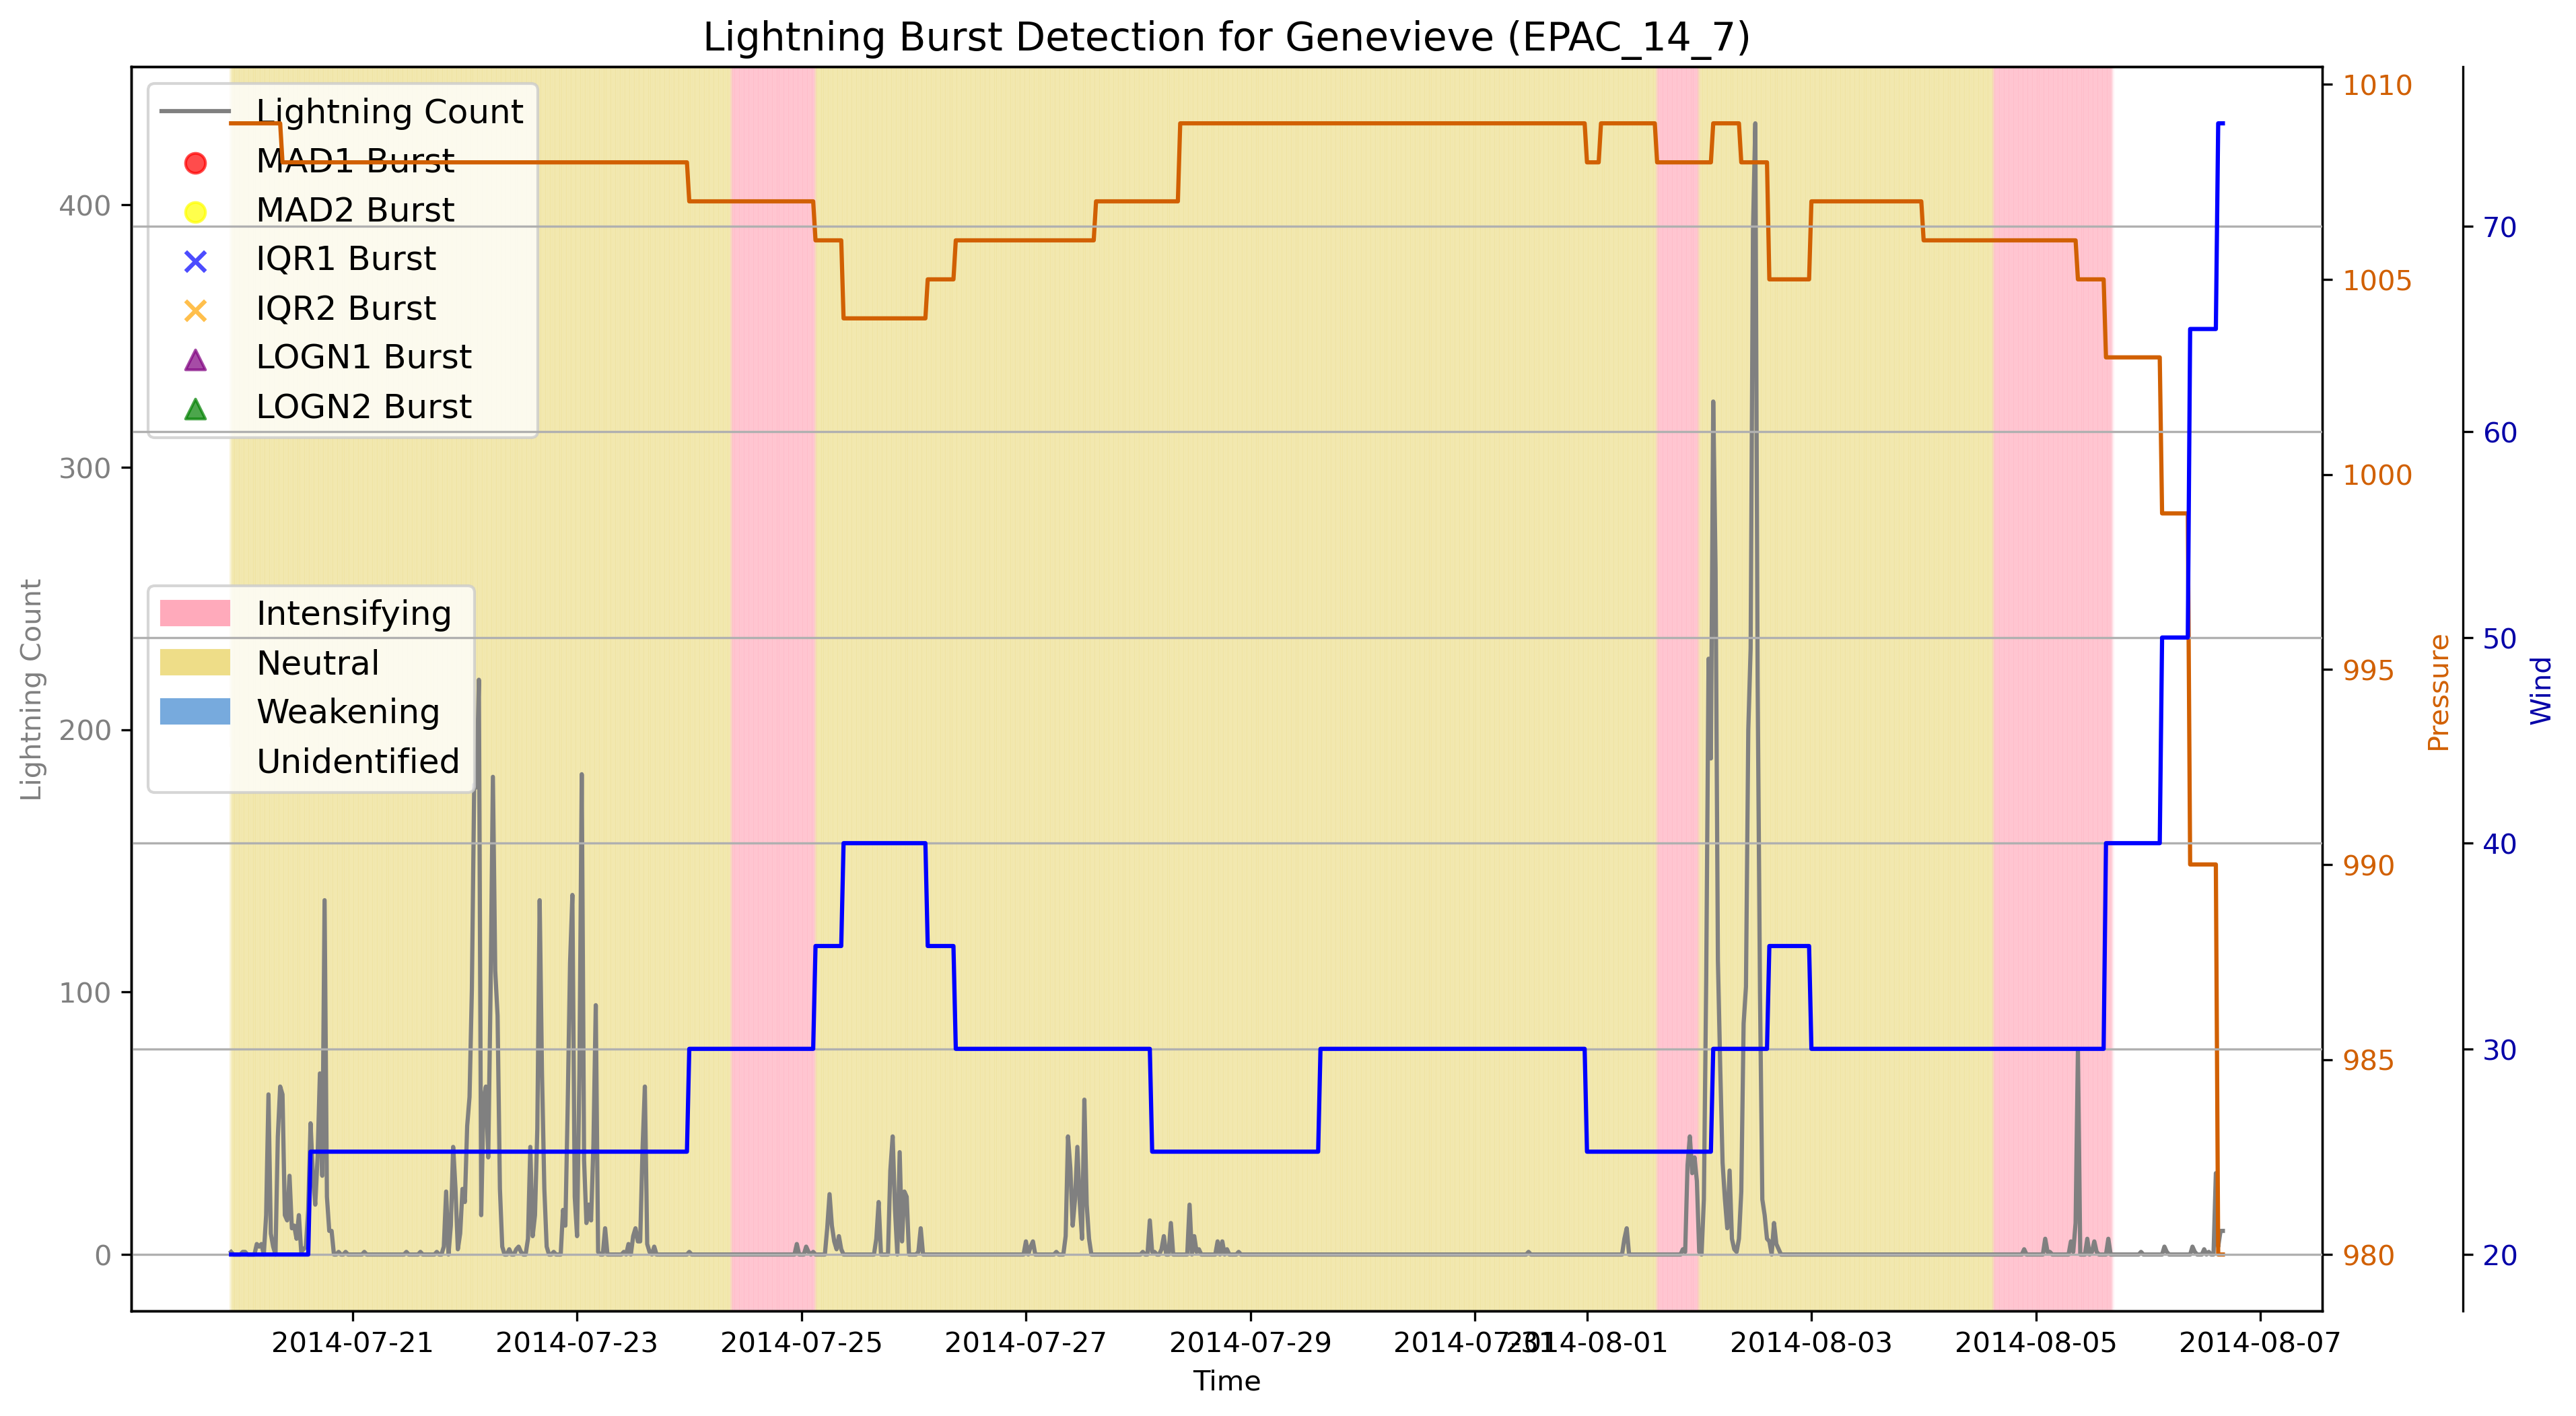 Lightning Burst Detection for Genevieve (EPAC_14_7)
Lightning Count
MAD1 Burst
MAD2 Burst
IQR1 Burst
IQR2 Burst
LOGN1 Burst
LOGN2 Burst
Intensifying
Neutral
Weakening
Unidentified
Lightning Count
400
300
200
100
0
1010
1005
1000
995
990
985
980
Pressure
70
60
50
40
30
20
Wind
2014-07-21 2014-07-23 2014-07-25 2014-07-27 2014-07-29 2014-07-31 2014-08-01 2014-08-03 2014-08-05 2014-08-07
Time